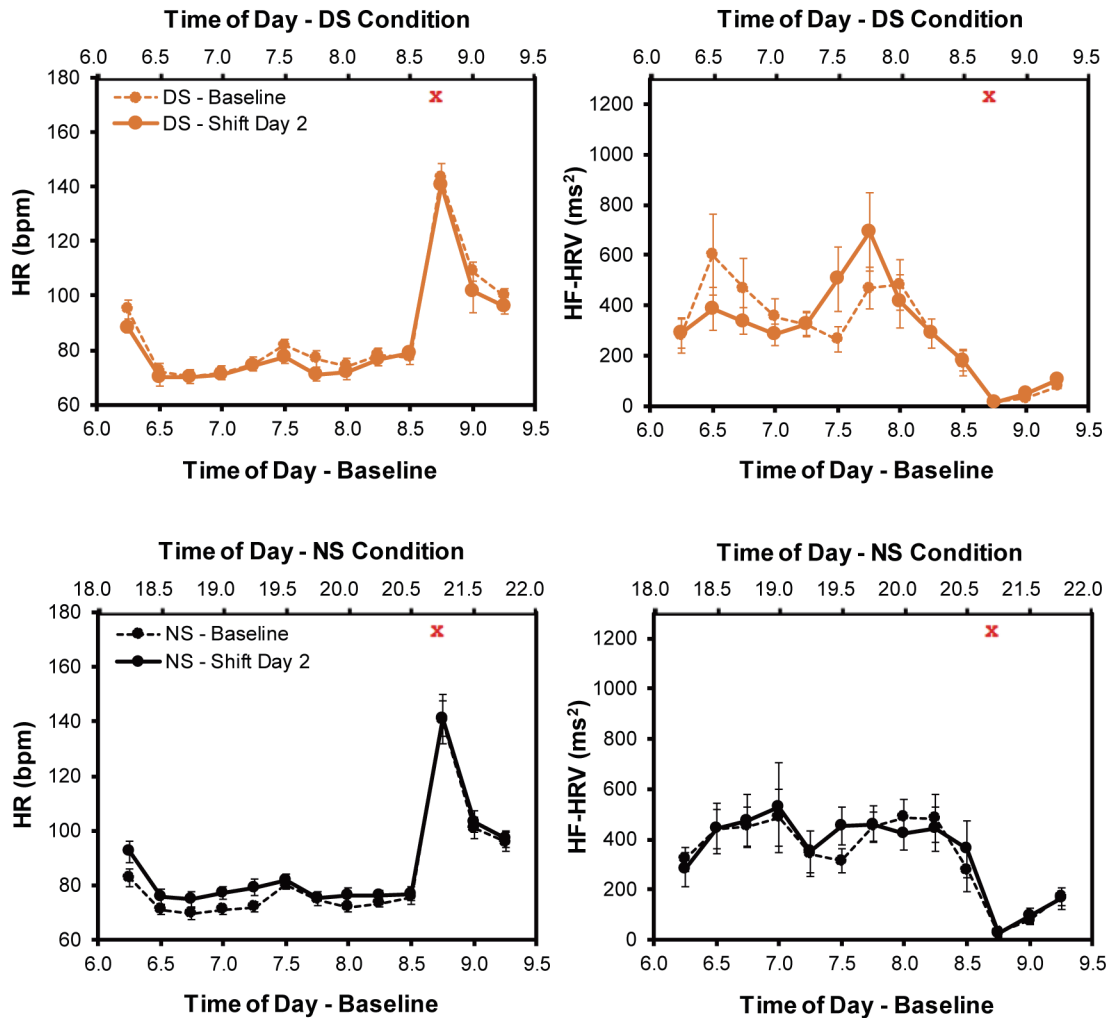 Time of Day - DS Condition
6.0 6.5 7.0 7.5 8.0 8.5 9.0 9.5
180
160
140
120
100
80
60
HR (bpm)
DS - Baseline
DS - Shift Day 2
x
6.0 6.5 7.0 7.5 8.0 8.5 9.0 9.5
Time of Day - Baseline
Time of Day - DS Condition
6.0 6.5 7.0 7.5 8.0 8.5 9.0 9.5
1200
1000
800
600
400
200
0
HF-HRV (ms²)
x
6.0 6.5 7.0 7.5 8.0 8.5 9.0 9.5
Time of Day - Baseline
Time of Day - NS Condition
18.0 18.5 19.0 19.5 20.0 20.5 21.0 21.5 22.0
180
160
140
120
100
80
60
HR (bpm)
NS - Baseline
NS - Shift Day 2
x
6.0 6.5 7.0 7.5 8.0 8.5 9.0 9.5
Time of Day - Baseline
Time of Day - NS Condition
18.0 18.5 19.0 19.5 20.0 20.5 21.0 21.5 22.0
1200
1000
800
600
400
200
0
HF-HRV (ms²)
x
6.0 6.5 7.0 7.5 8.0 8.5 9.0 9.5
Time of Day - Baseline